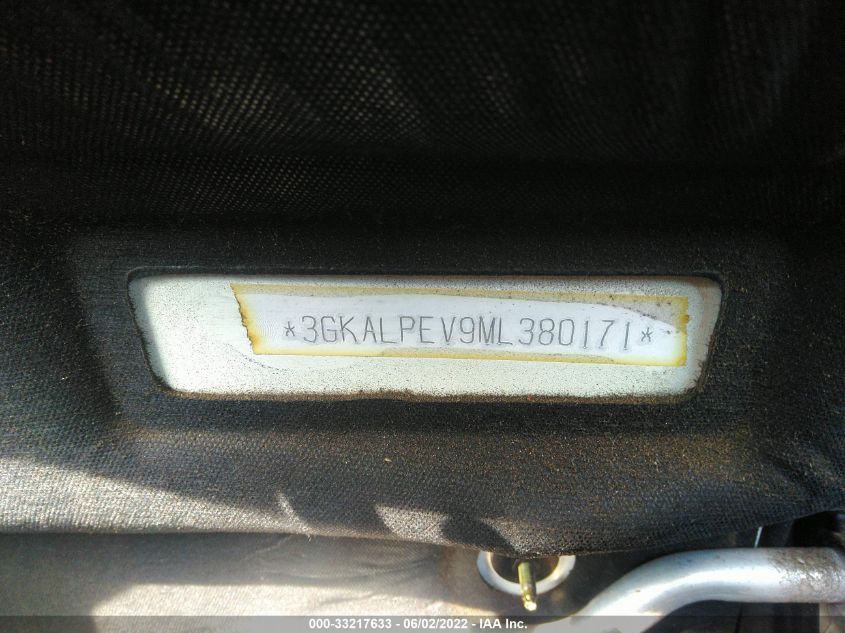 *3GKALPEV9ML380171*
000-33217633 - 06/02/2022 - IAA Inc.